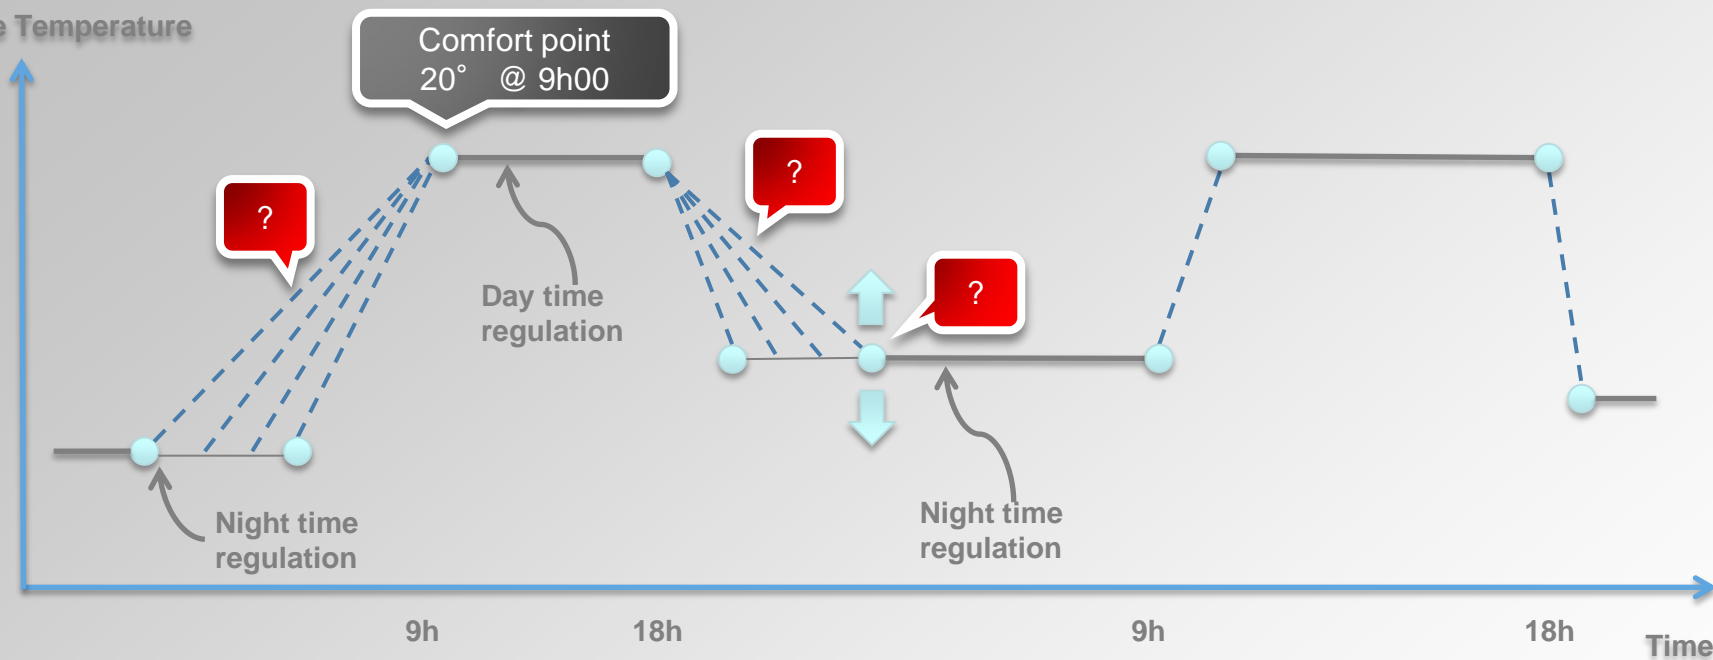 e Temperature
Comfort point
20° @ 9h00
?
?
?
Day time
regulation
Night time
regulation
Night time
regulation
9h
18h
9h
18h
Time